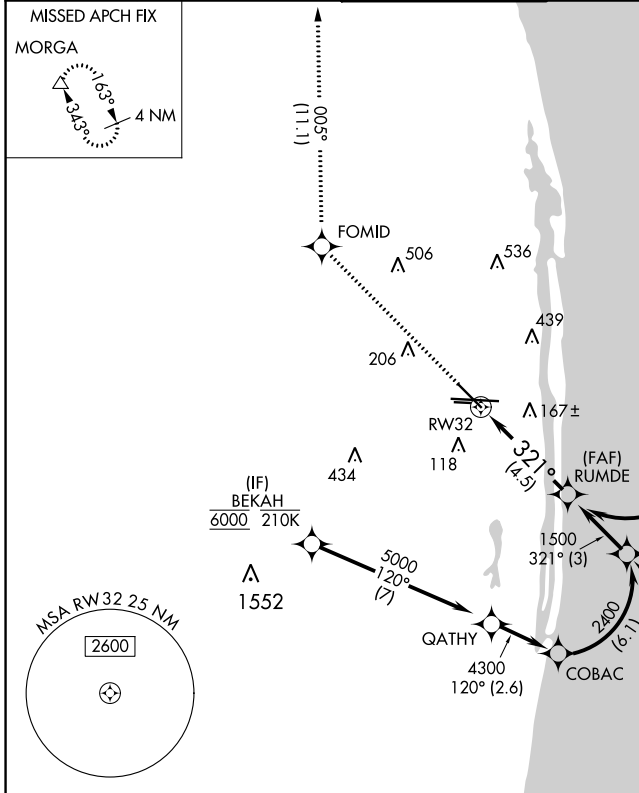 MISSED APCH FIX
MORGA
163°
343°
4 NM
005°
(11.1)
FOMID
506
536
439
206
RW32
167±
118
321°
(4.5)
(FAF)
RUMDE
434
(IF)
BEKAH
6000 210K
1500
321° (3)
5000
120°
(7)
1552
2400
(6.1)
MSA RW32 25 NM
2600
QATHY
4300
120° (2.6)
COBAC